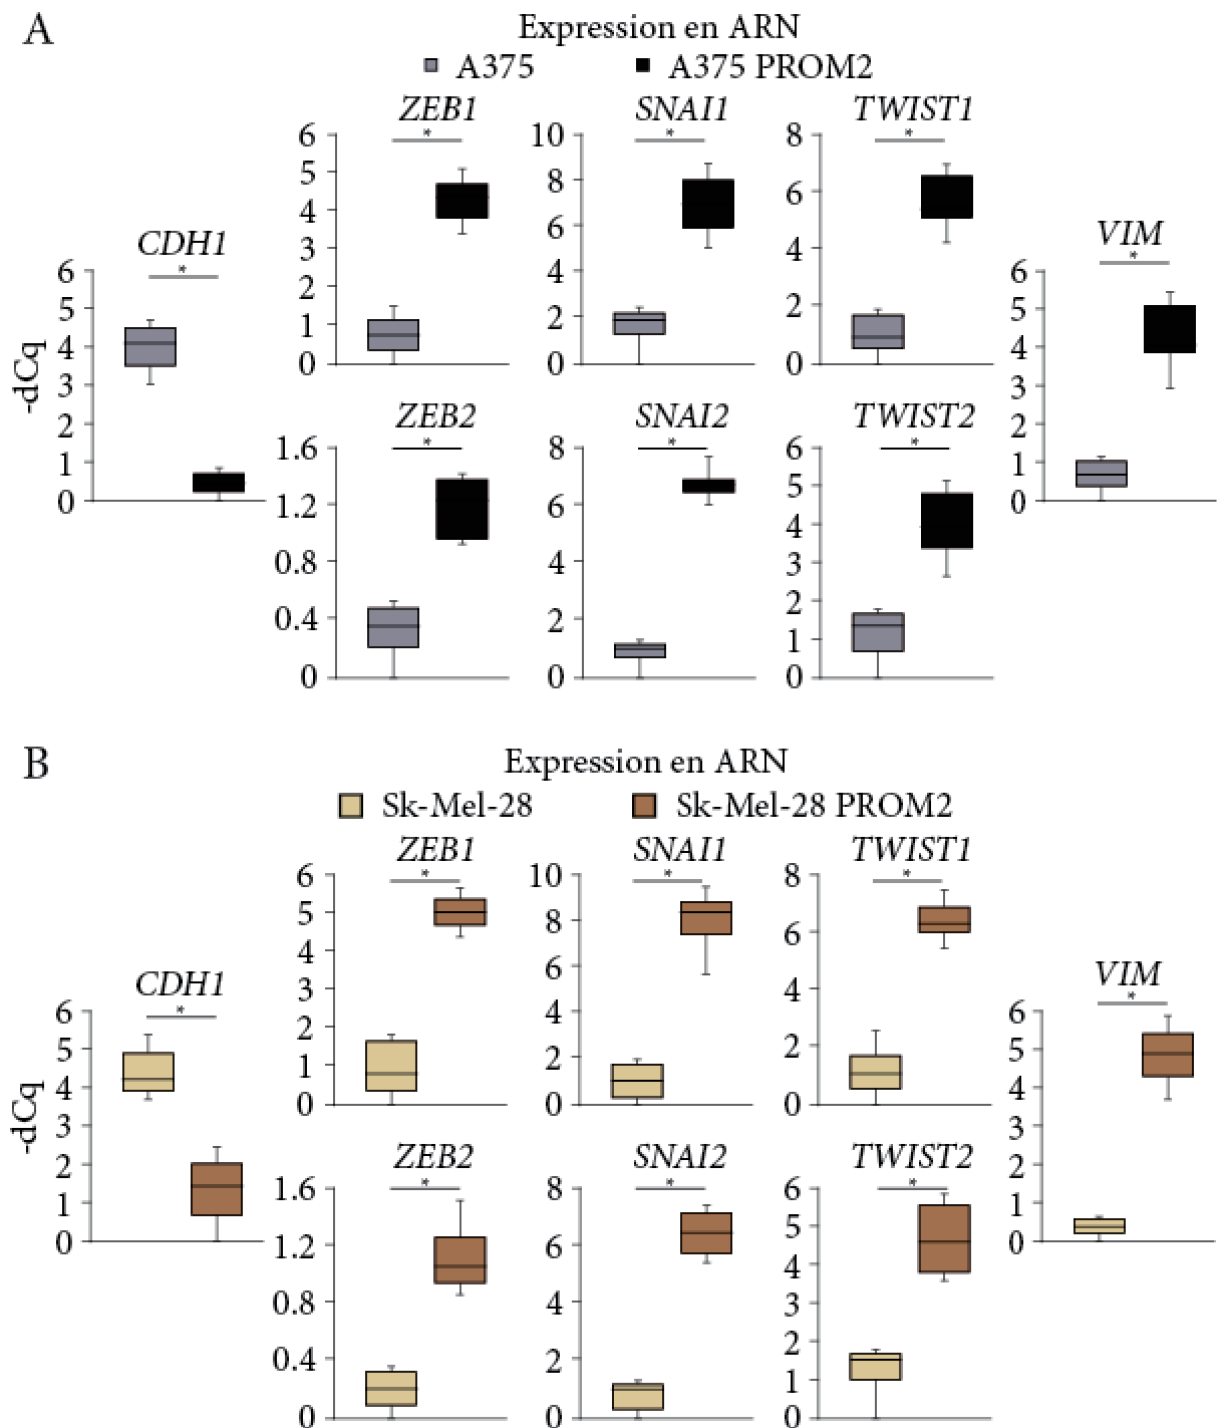 A
Expression en ARN
A375 A375 PROM2
ZEB1 SNAI1 TWIST1
6 10 8
5 8 6
4 6 4
3 4 2
2 2 0
1 0
0
* * *
CDH1 VIM
* *
-dCq
6 6
5 5
4 4
3 3
2 2
1 1
0 0
ZEB2 SNAI2 TWIST2
* * *
1.6 8 6
1.2 6 5
0.8 4 4
0.4 2 3
0 0 2
1
0
B
Expression en ARN
Sk-Mel-28 Sk-Mel-28 PROM2
ZEB1 SNAI1 TWIST1
* * *
6 10 8
5 8 6
4 6 4
3 4 2
2 2 0
1 0
0
CDH1 VIM
* *
-dCq
6 6
5 5
4 4
3 3
2 2
1 1
0 0
ZEB2 SNAI2 TWIST2
* * *
1.6 8 6
1.2 6 5
0.8 4 4
0.4 2 3
0 0 2
1
0